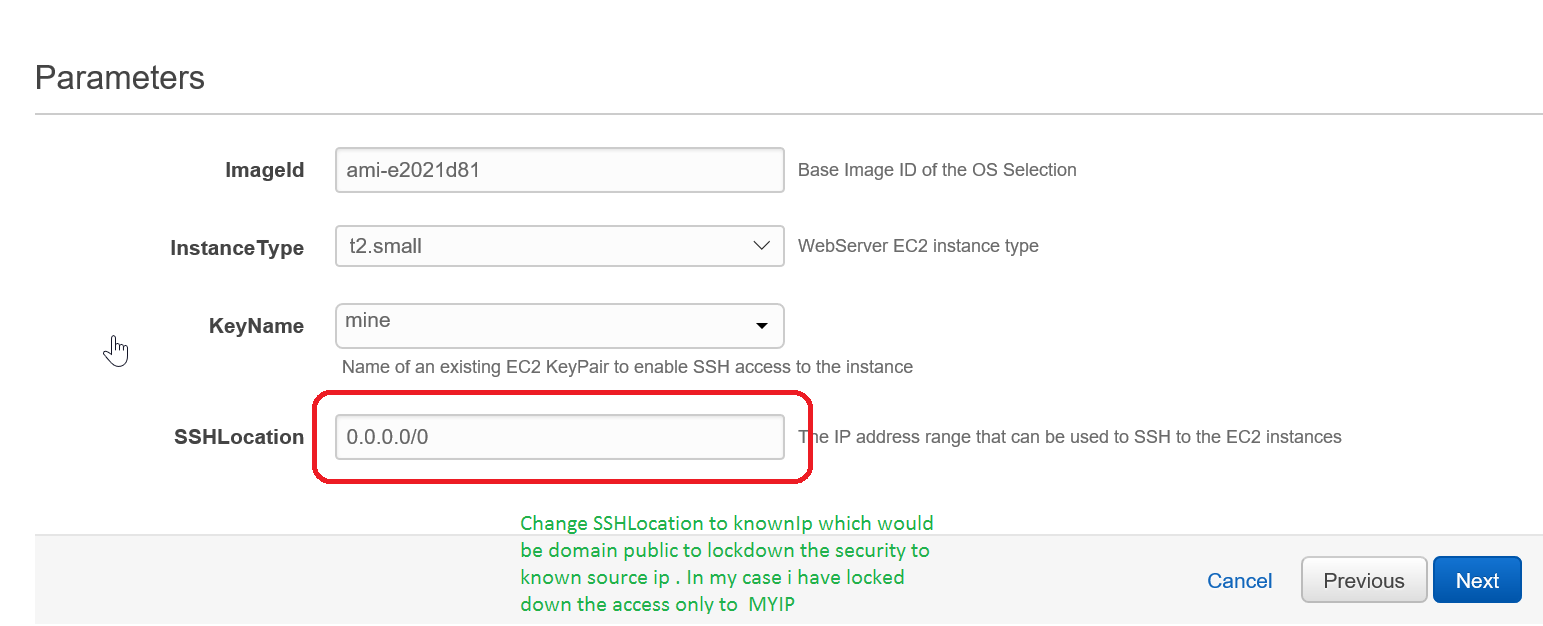 Parameters
ImageId ami-e2021d81 Base Image ID of the OS Selection
InstanceType t2.small WebServer EC2 instance type
KeyName mine
Name of an existing EC2 KeyPair to enable SSH access to the instance
SSHLocation 0.0.0.0/0 The IP address range that can be used to SSH to the EC2 instances
Change SSHLocation to knownIp which would
be domain public to lockdown the security to
known source ip . In my case i have locked
down the access only to MYIP
Cancel Previous Next